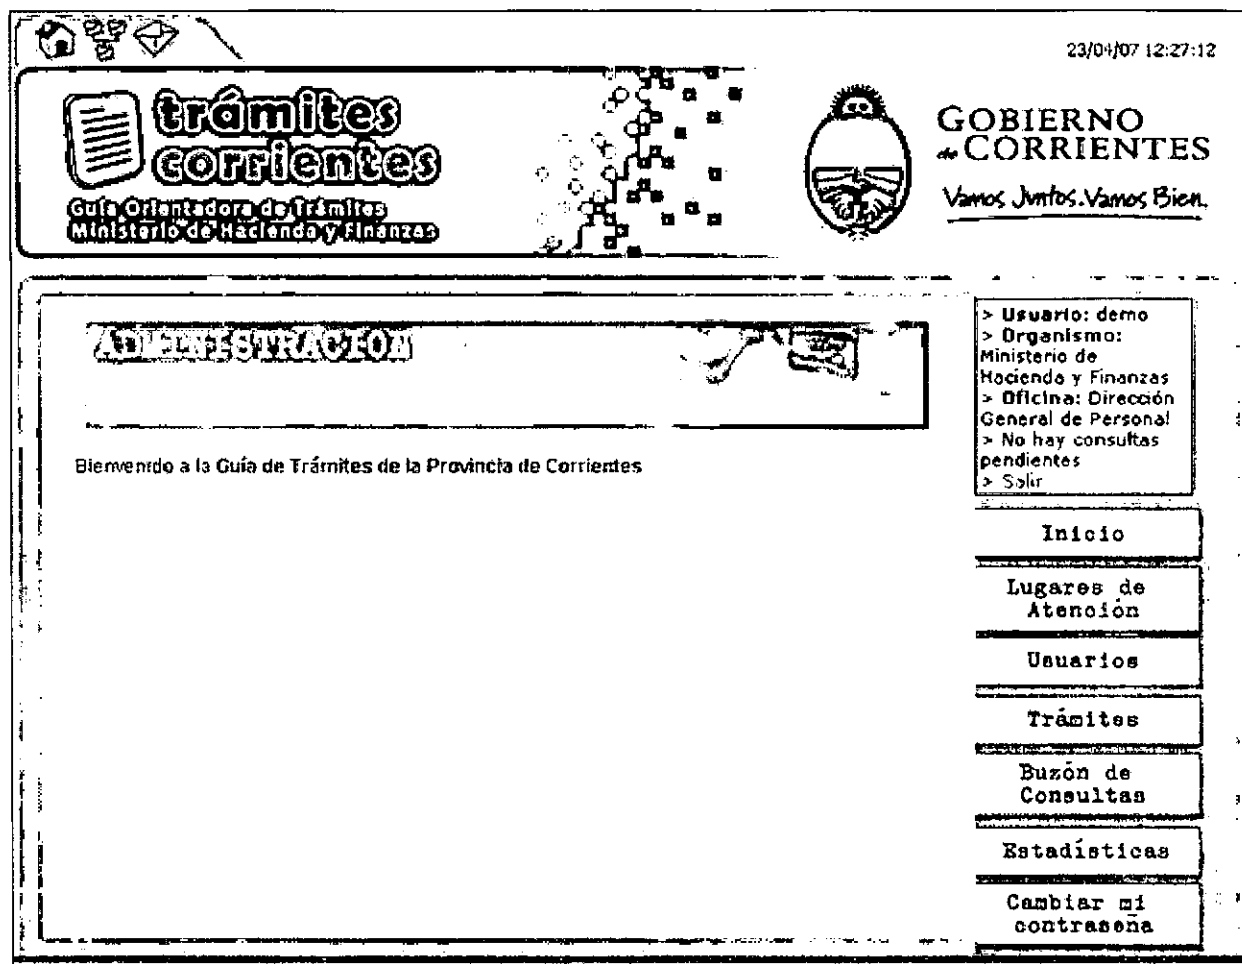 23/04/07 12:27:12
trámites
corrientes
Guía Orientadora de Trámites
Ministerio de Hacienda y Finanzas
GOBIERNO
de CORRIENTES
Vamos Juntos. Vamos Bien.
ADMINISTRACION
Bienvenido a la Guía de Trámites de la Provincia de Corrientes
> Usuario: demo
> Organismo:
Ministerio de
Hacienda y Finanzas
> Oficina: Dirección
General de Personal
> No hay consultas
pendientes
> Salir
Inicio
Lugares de
Atención
Usuarios
Trámites
Buzón de
Consultas
Estadísticas
Cambiar mi
contraseña